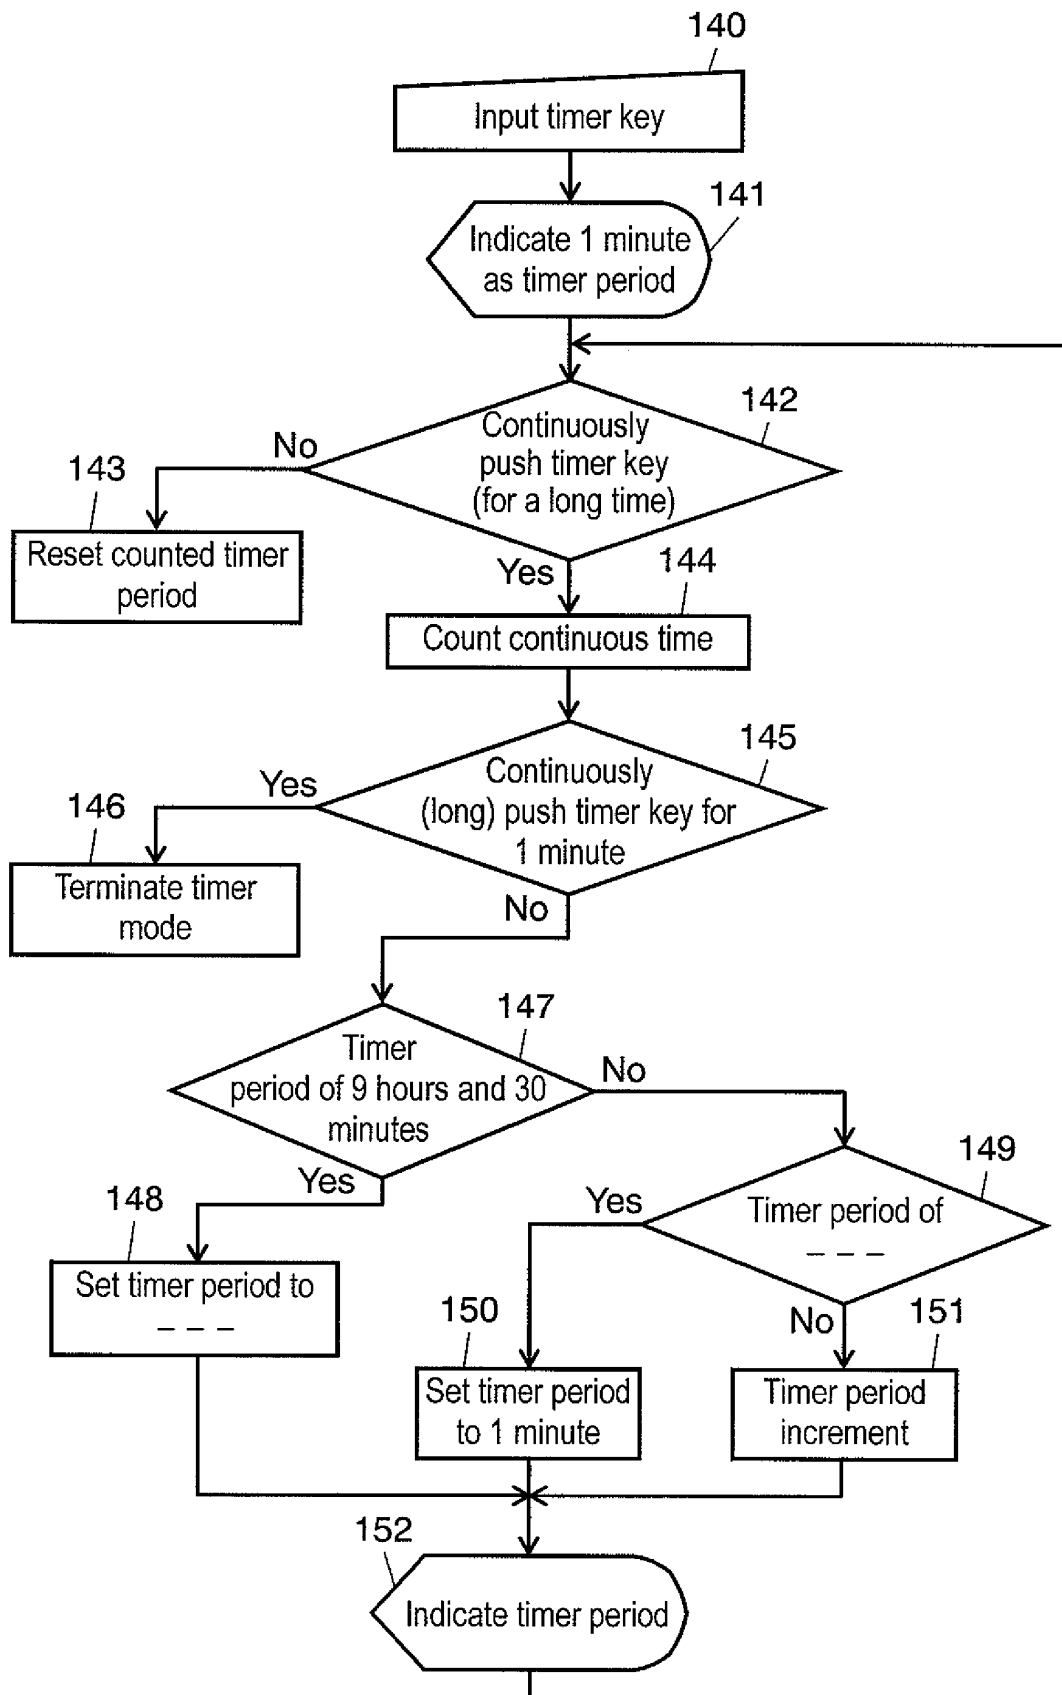 140
Input timer key
141
Indicate 1 minute
as timer period
142
Continuously
push timer key
(for a long time)
No
143
Reset counted timer
period
Yes
144
Count continuous time
145
Continuously
(long) push timer key for
1 minute
Yes
146
Terminate timer
mode
No
147
Timer
period of 9 hours and 30
minutes
No
Yes
148
Set timer period to
– – –
149
Timer period of
– – –
Yes
150
Set timer period
to 1 minute
No
151
Timer period
increment
152
Indicate timer period